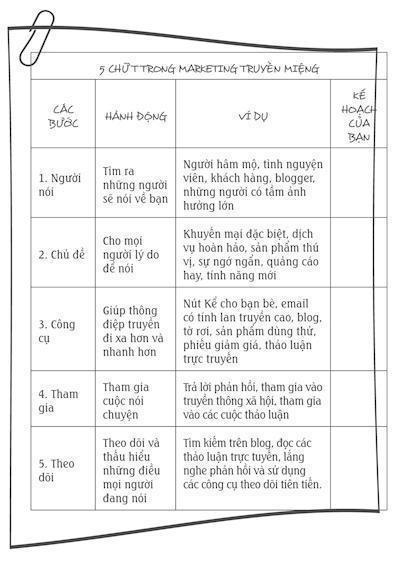 5 CHỮ T TRONG MARKETING TRUYỀN MIỆNG
CÁC
BƯỚC
HÀNH ĐỘNG
VÍ DỤ
KẾ
HOẠCH
CỦA
BẠN
1. Người
nói
Tìm ra
những người
sẽ nói về bạn
Người hâm mộ, tình nguyện
viên, khách hàng, blogger,
những người có tầm ảnh
hưởng lớn
2. Chủ đề
Cho mọi
người lý do
để nói
Khuyến mại đặc biệt, dịch
vụ hoàn hảo, sản phẩm thú
vị, sự ngớ ngẩn, quảng cáo
hay, tính năng mới
3. Công
cụ
Giúp thông
điệp truyền
đi xa hơn và
nhanh hơn
Nút Kể cho bạn bè, email
có tính lan truyền cao, blog,
tờ rơi, sản phẩm dùng thử,
phiếu giảm giá, thảo luận
trực truyến
4. Tham
gia
Tham gia
cuộc nói
chuyện
Trả lời phản hồi, tham gia vào
truyền thông xã hội, tham gia
vào các cuộc thảo luận
5. Theo
dõi
Theo dõi và
thấu hiểu
những điều
mọi người
đang nói
Tìm kiếm trên blog, đọc các
thảo luận trực tuyến, lắng
nghe phản hồi và sử dụng
các công cụ theo dõi tiên tiến.